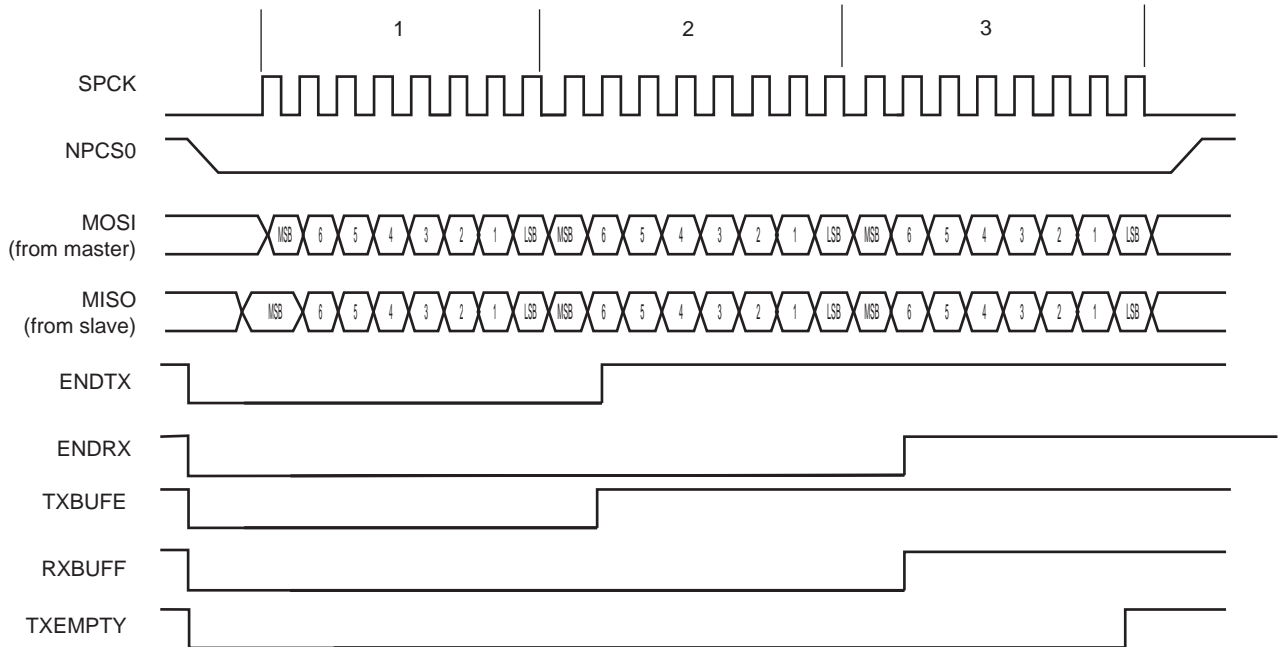 1 2 3
SPCK
NPCS0
MOSI
(from master)
MSB 6 5 4 3 2 1 LSB MSB 6 5 4 3 2 1 LSB MSB 6 5 4 3 2 1 LSB
MISO
(from slave)
MSB 6 5 4 3 2 1 LSB MSB 6 5 4 3 2 1 LSB MSB 6 5 4 3 2 1 LSB
ENDTX
ENDRX
TXBUFE
RXBUFF
TXEMPTY